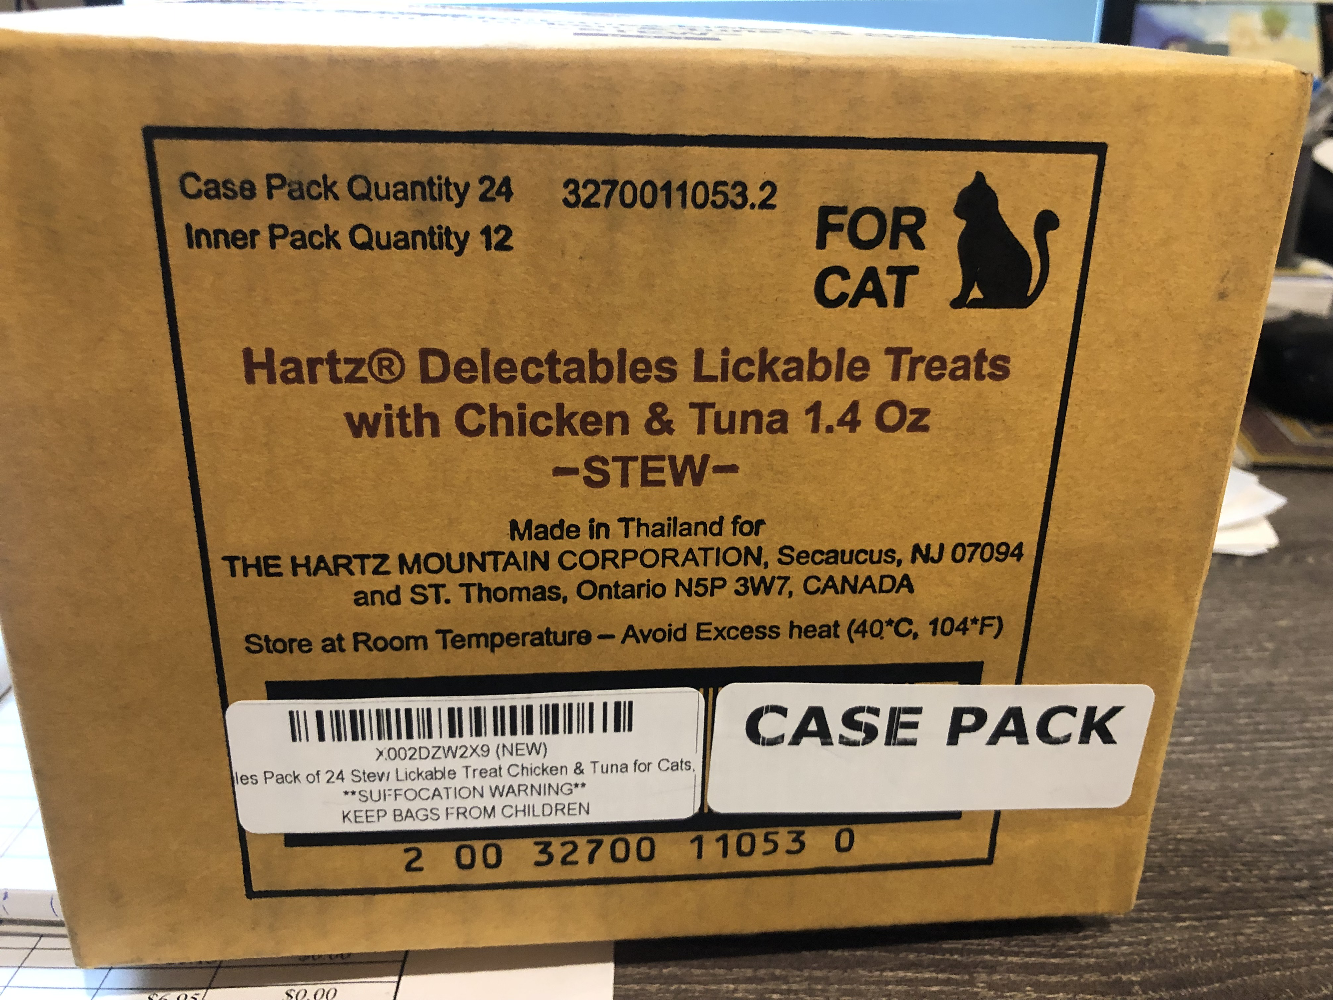 Case Pack Quantity 24 3270011053.2
Inner Pack Quantity 12
FOR
CAT
Hartz® Delectables Lickable Treats
with Chicken & Tuna 1.4 Oz
–STEW–
Made in Thailand for
THE HARTZ MOUNTAIN CORPORATION, Secaucus, NJ 07094
and ST. Thomas, Ontario N5P 3W7, CANADA
Store at Room Temperature – Avoid Excess heat (40*C, 104*F)
X002DZW2X9 (NEW)
les Pack of 24 Stew Lickable Treat Chicken & Tuna for Cats,
**SUFFOCATION WARNING**
KEEP BAGS FROM CHILDREN
CASE PACK
2 00 32700 11053 0
$0.00
$6.95 $0.00